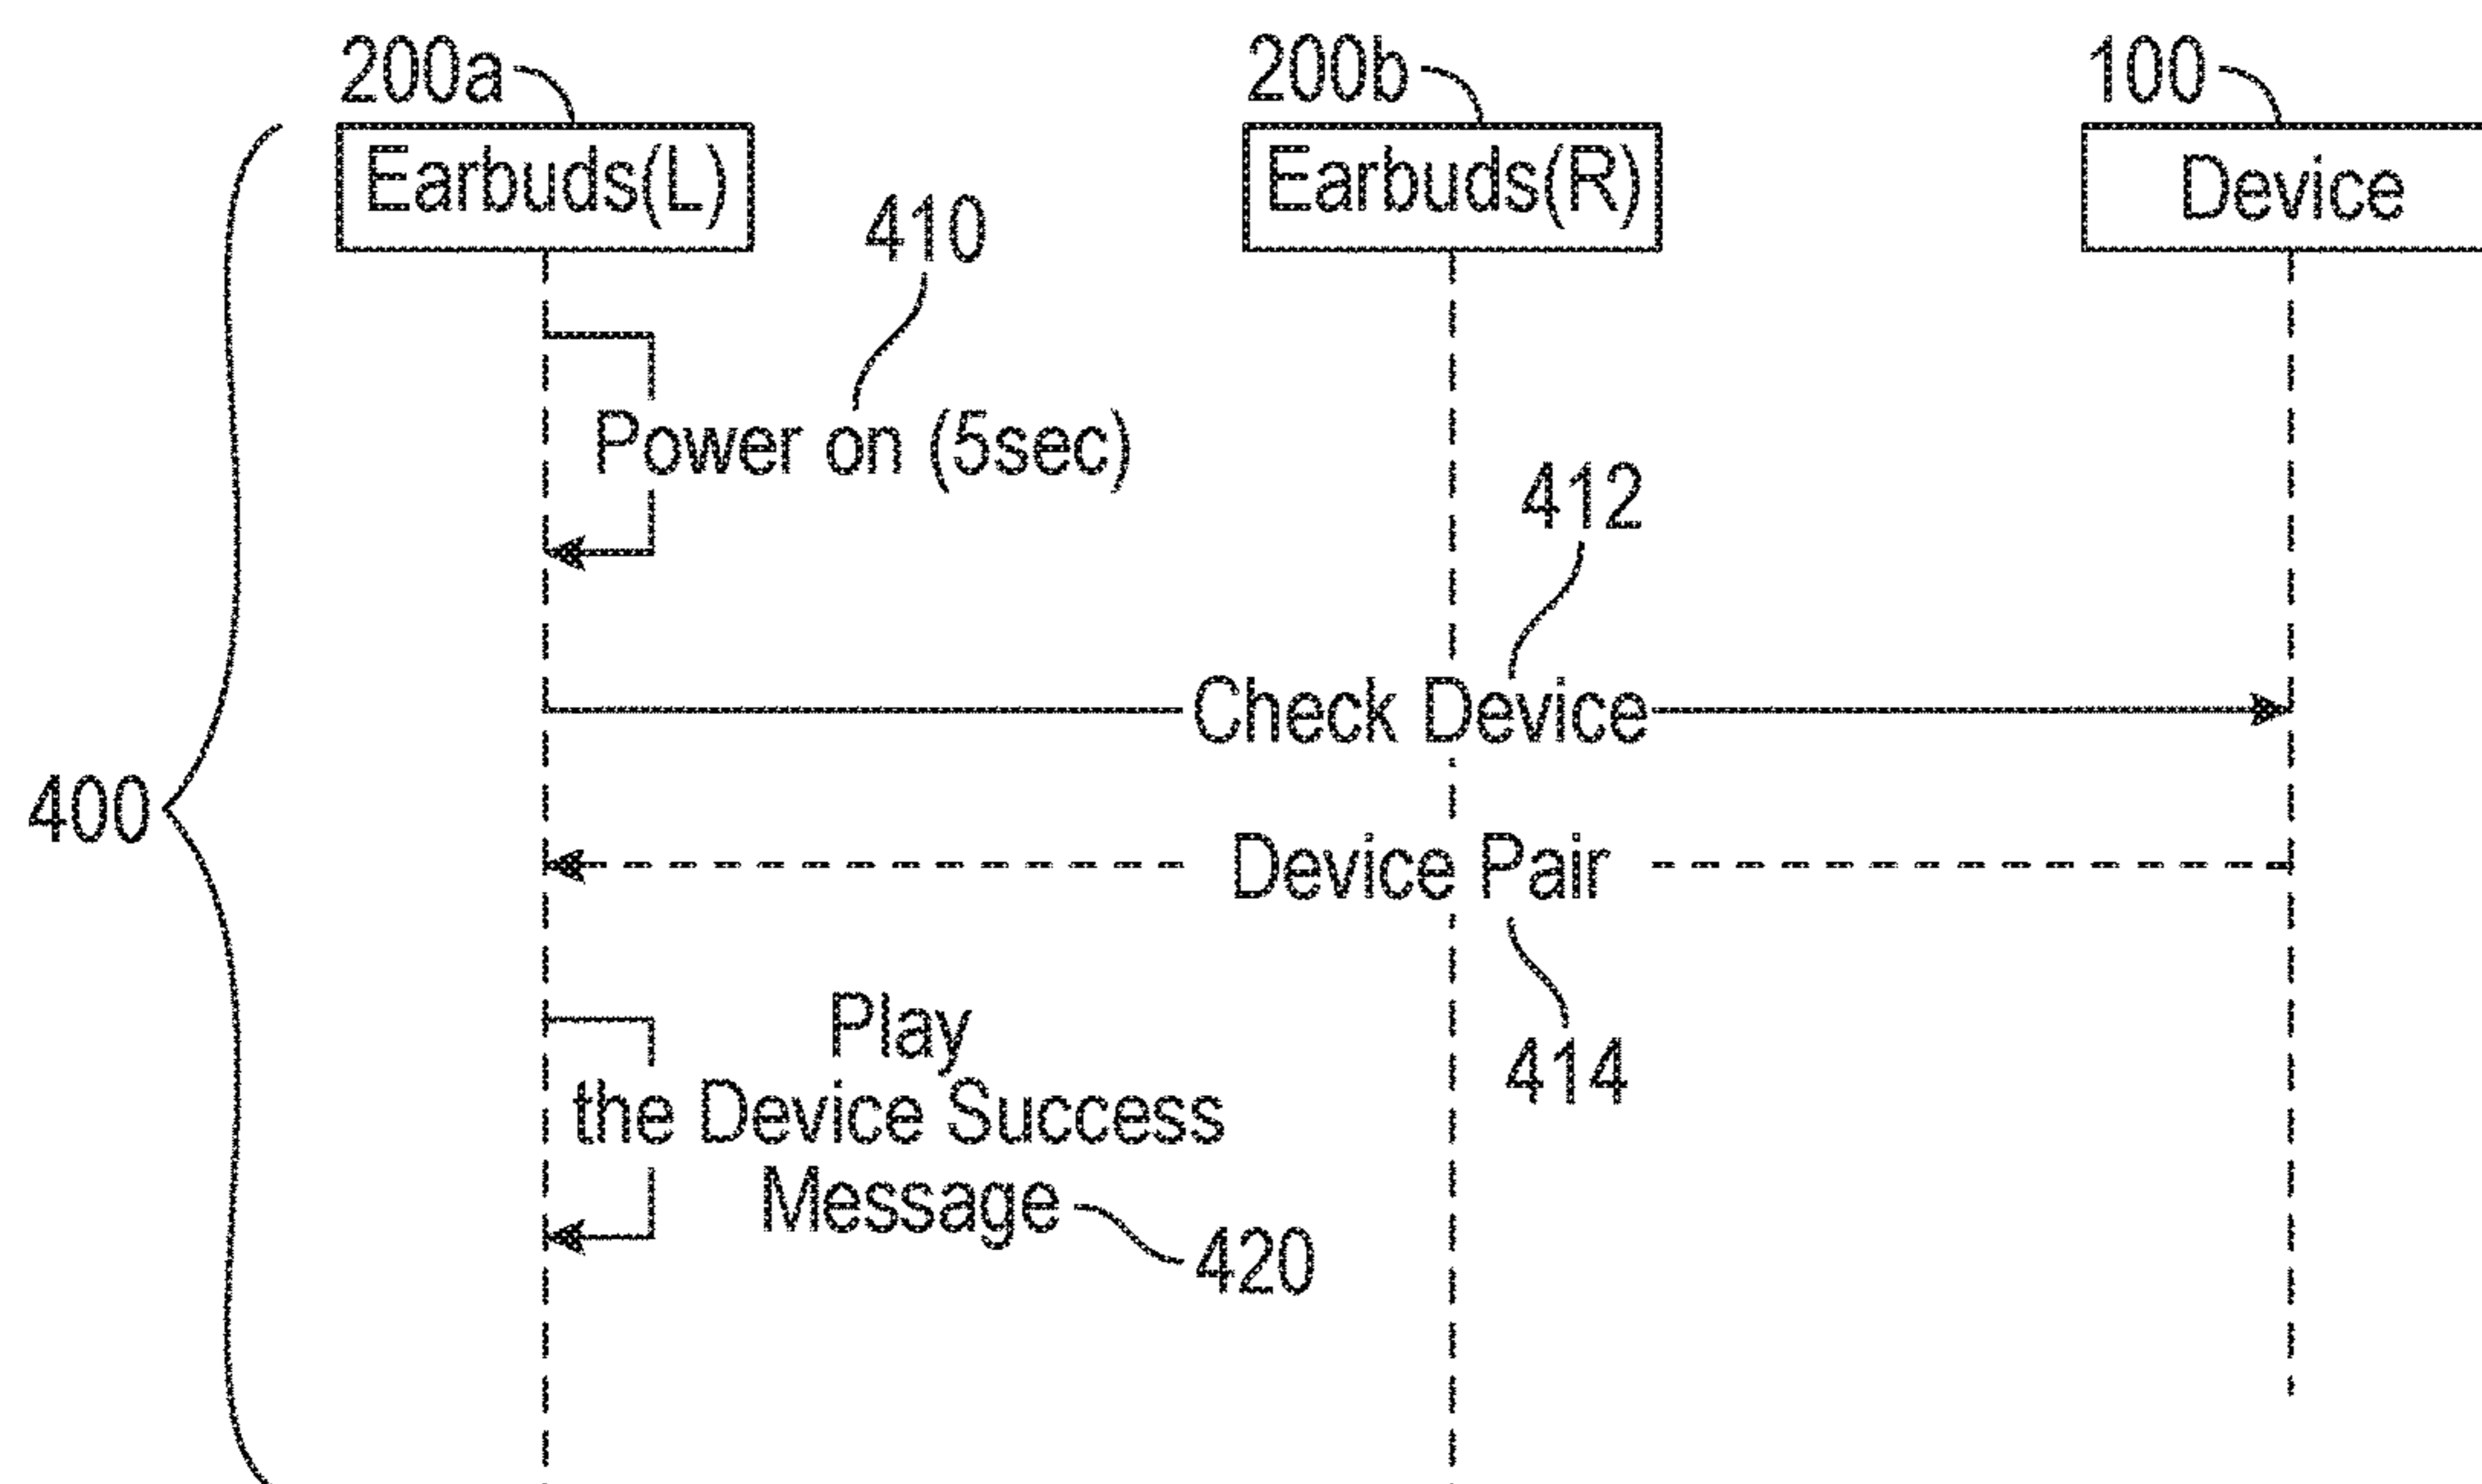 200a
200b
100
Earbuds(L)
Earbuds(R)
Device
410
Power on (5sec)
412
Check Device
400
Device Pair
414
Play
the Device Success
Message
420